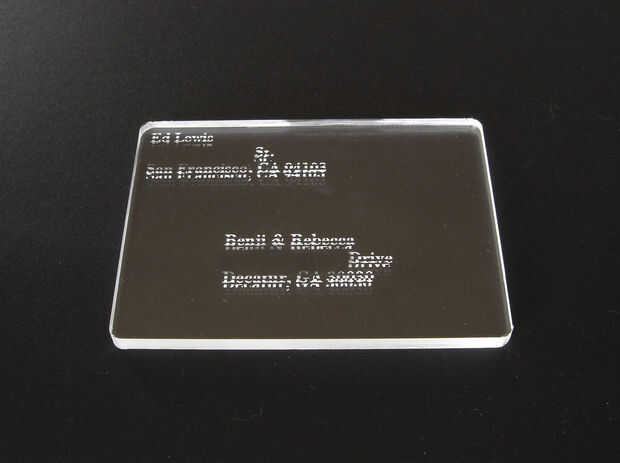 Ed Lewis
St.
San Francisco, CA 94103
Benji & Rebecca
Drive
Decatur, GA 30030